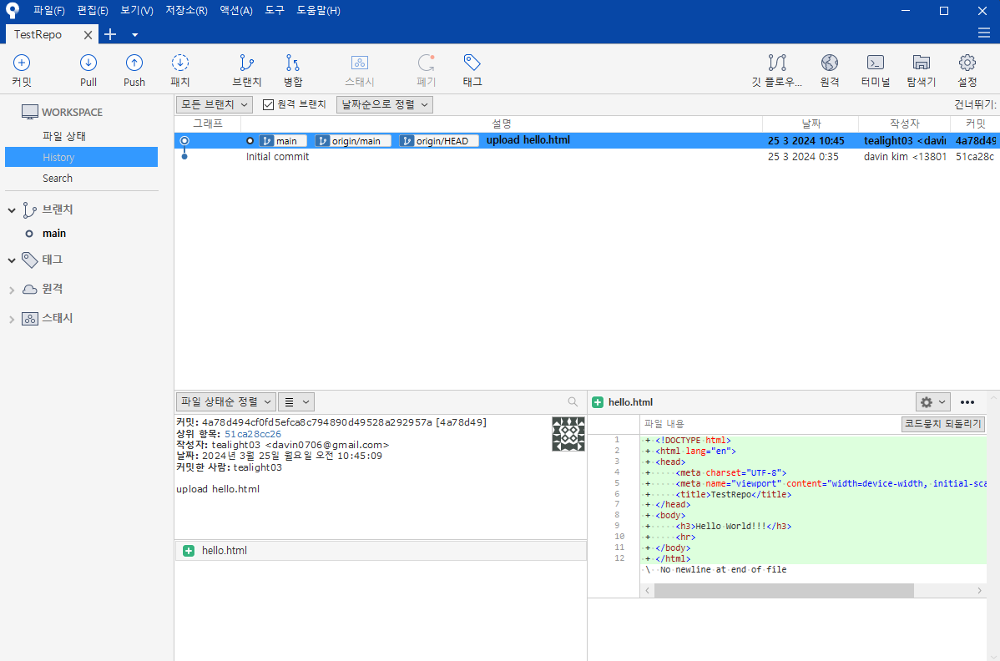 파일(F) 편집(E) 보기(V) 저장소(R) 액션(A) 도구 도움말(H)
TestRepo
커밋 Pull Push 패치 브랜치 병합 스태시 폐기 태그 깃 플로우... 원격 터미널 탐색기 설정
WORKSPACE
파일 상태
History
Search
브랜치
main
태그
원격
스태시
모든 브랜치 원격 브랜치 날짜순으로 정렬 건너뛰기:
그래프 설명 날짜 작성자 커밋
main origin/main origin/HEAD upload hello.html 25 3 2024 10:45 tealight03 <davin 4a78d49
Initial commit 25 3 2024 0:35 davin kim <13801 51ca28c
파일 상태순 정렬
커밋: 4a78d494cf0fd5efca8c794890d49528a292957a [4a78d49]
상위 항목: 51ca28cc26
작성자: tealight03 <davin0706@gmail.com>
날짜: 2024년 3월 25일 월요일 오전 10:45:09
커밋한 사람: tealight03
upload hello.html
hello.html
hello.html
파일 내용 코드뭉치 되돌리기
1 + <!DOCTYPE html>
2 + <html lang="en">
3 + <head>
4 + <meta charset="UTF-8">
5 + <meta name="viewport" content="width=device-width, initial-sca
6 + <title>TestRepo</title>
7 + </head>
8 + <body>
9 + <h3>Hello World!!!</h3>
10 + <hr>
11 + </body>
12 + </html>
\ No newline at end of file